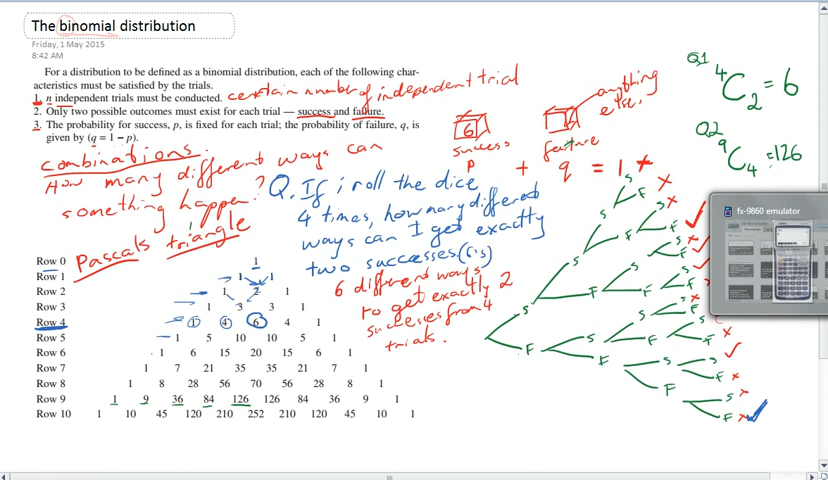 The binomial distribution
Friday, 1 May 2015
8:42 AM
For a distribution to be defined as a binomial distribution, each of the following char-
acteristics must be satisfied by the trials.
1. n independent trials must be conducted. certain number of independent trial
2. Only two possible outcomes must exist for each trial — success and failure.
3. The probability for success, p, is fixed for each trial; the probability of failure, q, is
given by (q = 1 – p).
6
success
p
anything
else.
feature
+ q = 1
Q1
⁴C₂ = 6
Q2
⁹C₄ = 126
combinations.
How many different ways can
something happen?
Pascals triangle
Q. If i roll the dice
4 times, how many different
ways can I get exactly
two successes (6's)
6 different ways
to get exactly 2
successes from 4
trials.
Row 0 1
Row 1 1 1
Row 2 1 2 1
Row 3 1 3 3 1
Row 4 1 4 6 4 1
Row 5 1 5 10 10 5 1
Row 6 1 6 15 20 15 6 1
Row 7 1 7 21 35 35 21 7 1
Row 8 1 8 28 56 70 56 28 8 1
Row 9 1 9 36 84 126 126 84 36 9 1
Row 10 1 10 45 120 210 252 210 120 45 10 1
S
S
F
S
S
F
F
S
F
S
F
S
F
S
F
S
F
S
F
S
F
F
S
F
F
S
F
fx-9860 emulator